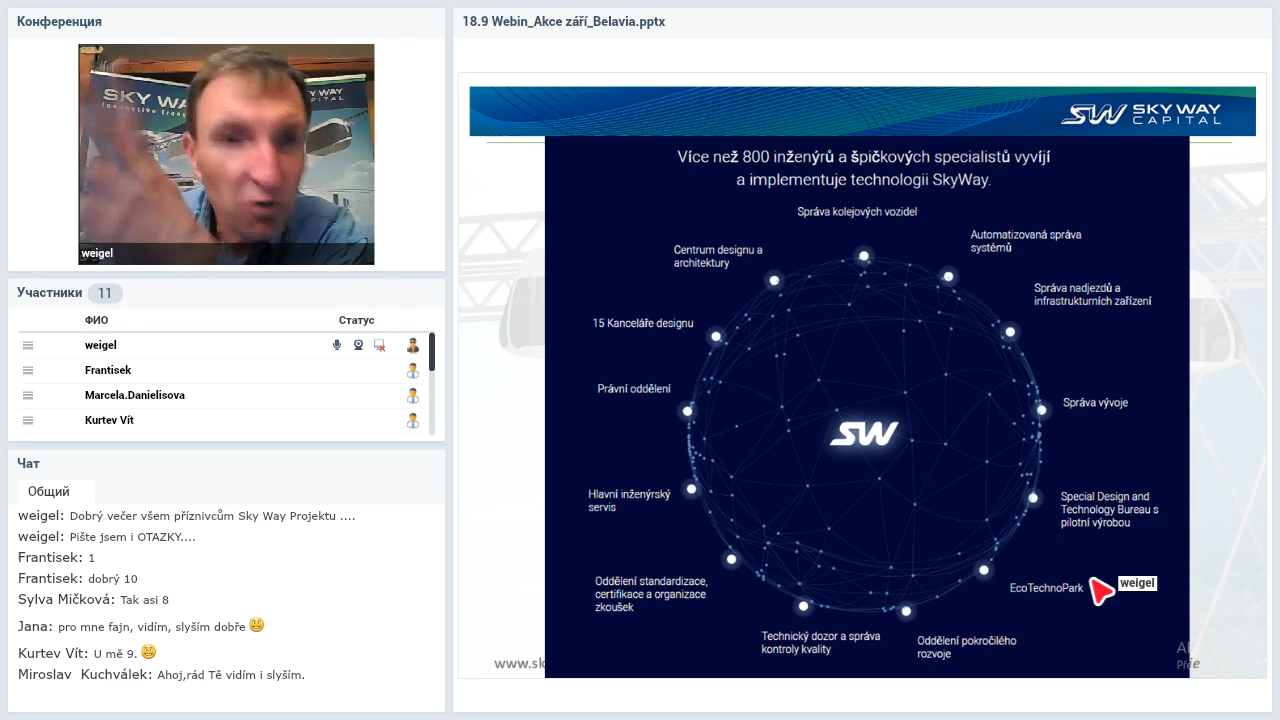 Конференция
SKY WA
WAY
CAPITAL
weigel
Участники 11
ФИО Статус
weigel
Frantisek
Marcela.Danielisova
Kurtev Vít
Чат
Общий
weigel: Dobrý večer všem příznivcům Sky Way Projektu ....
weigel: Pište jsem i OTAZKY....
Frantisek: 1
Frantisek: dobrý 10
Sylva Mičková: Tak asi 8
Jana: pro mne fajn, vidím, slyším dobře
Kurtev Vít: U mě 9.
Miroslav Kuchválek: Ahoj,rád Tě vidím i slyším.
18.9 Webin_Akce září_Belavia.pptx
SW SKY WAY
CAPITAL
Více než 800 inženýrů a špičkových specialistů vyvíjí
a implementuje technologii SkyWay.
Správa kolejových vozidel
Automatizovaná správa
systémů
Centrum designu a
architektury
Správa nadjezdů a
infrastrukturních zařízení
15 Kanceláře designu
Právní oddělení
Správa vývoje
SW
Hlavní inženýrský
servis
Special Design and
Technology Bureau s
pilotní výrobou
Oddělení standardizace,
certifikace a organizace
zkoušek
EcoTechnoPark
weigel
Technický dozor a správa
kontroly kvality
Oddělení pokročilého
rozvoje
www.sk